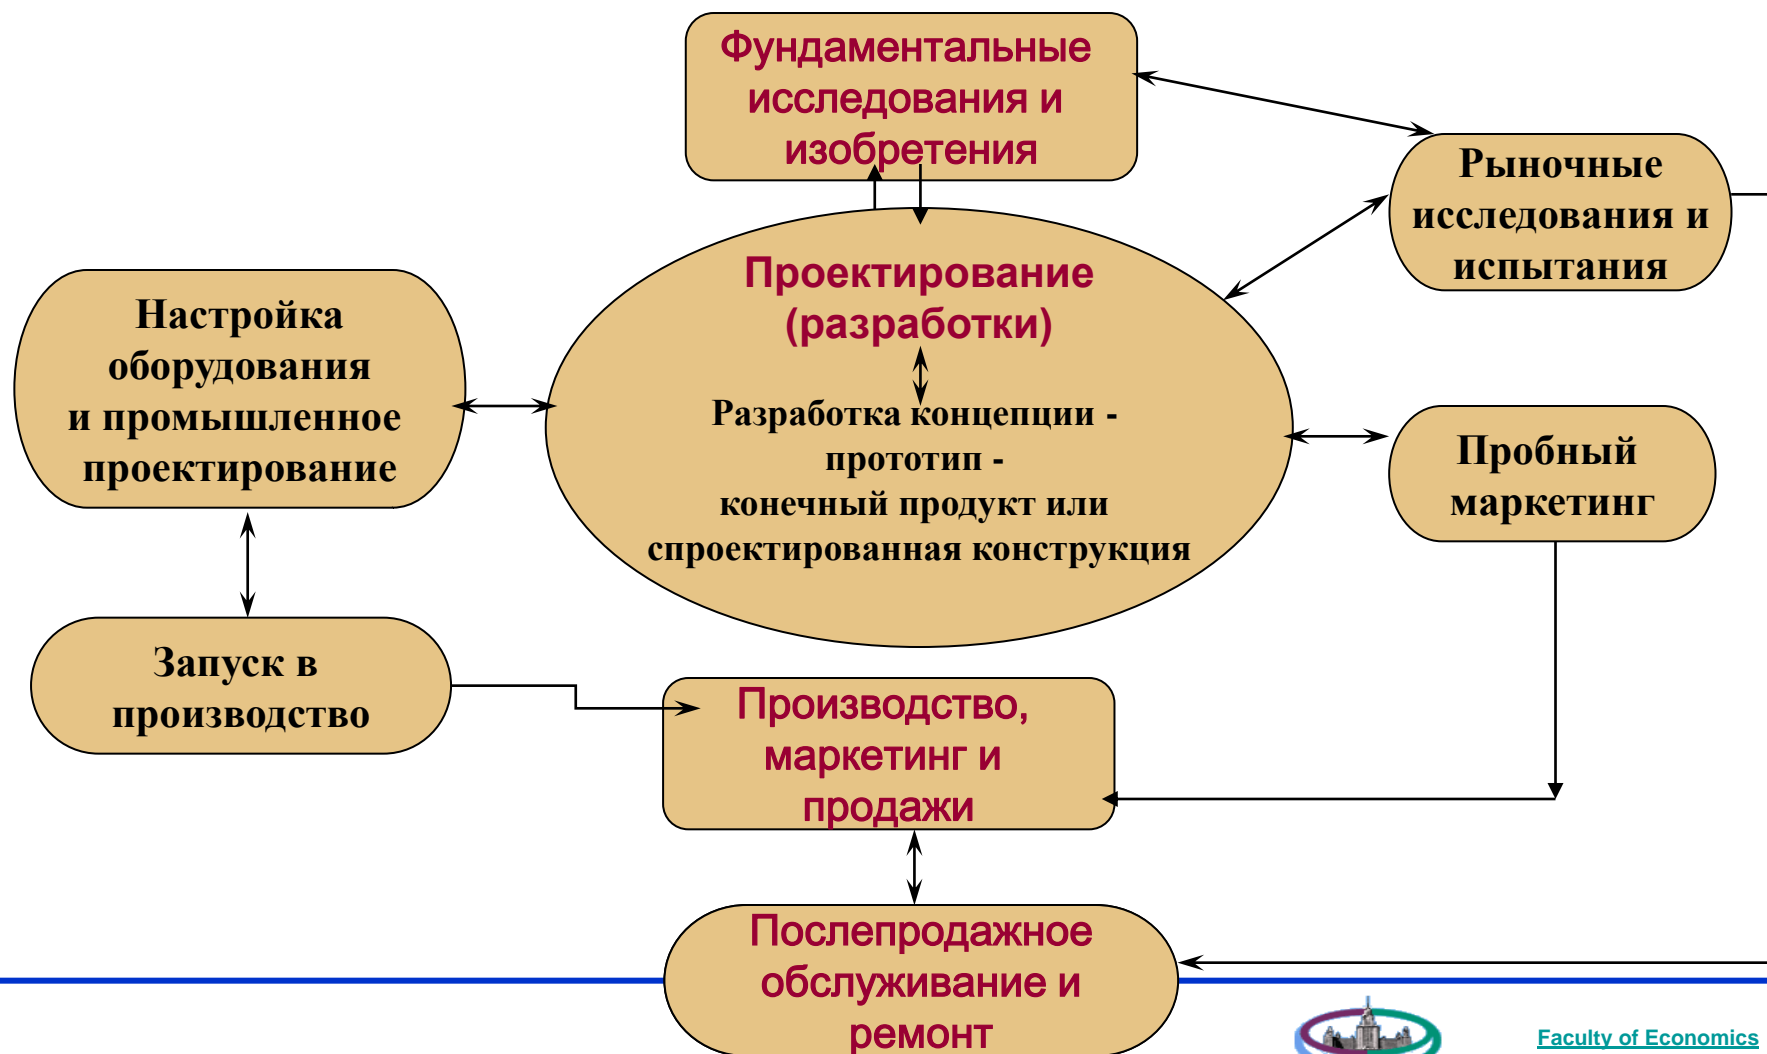 Фундаментальные
исследования и
изобретения
Рыночные
исследования и
испытания
Проектирование
(разработки)
Разработка концепции -
прототип -
конечный продукт или
спроектированная конструкция
Настройка
оборудования
и промышленное
проектирование
Пробный
маркетинг
Запуск в
производство
Производство,
маркетинг и
продажи
Послепродажное
обслуживание и
ремонт
Faculty of Economics